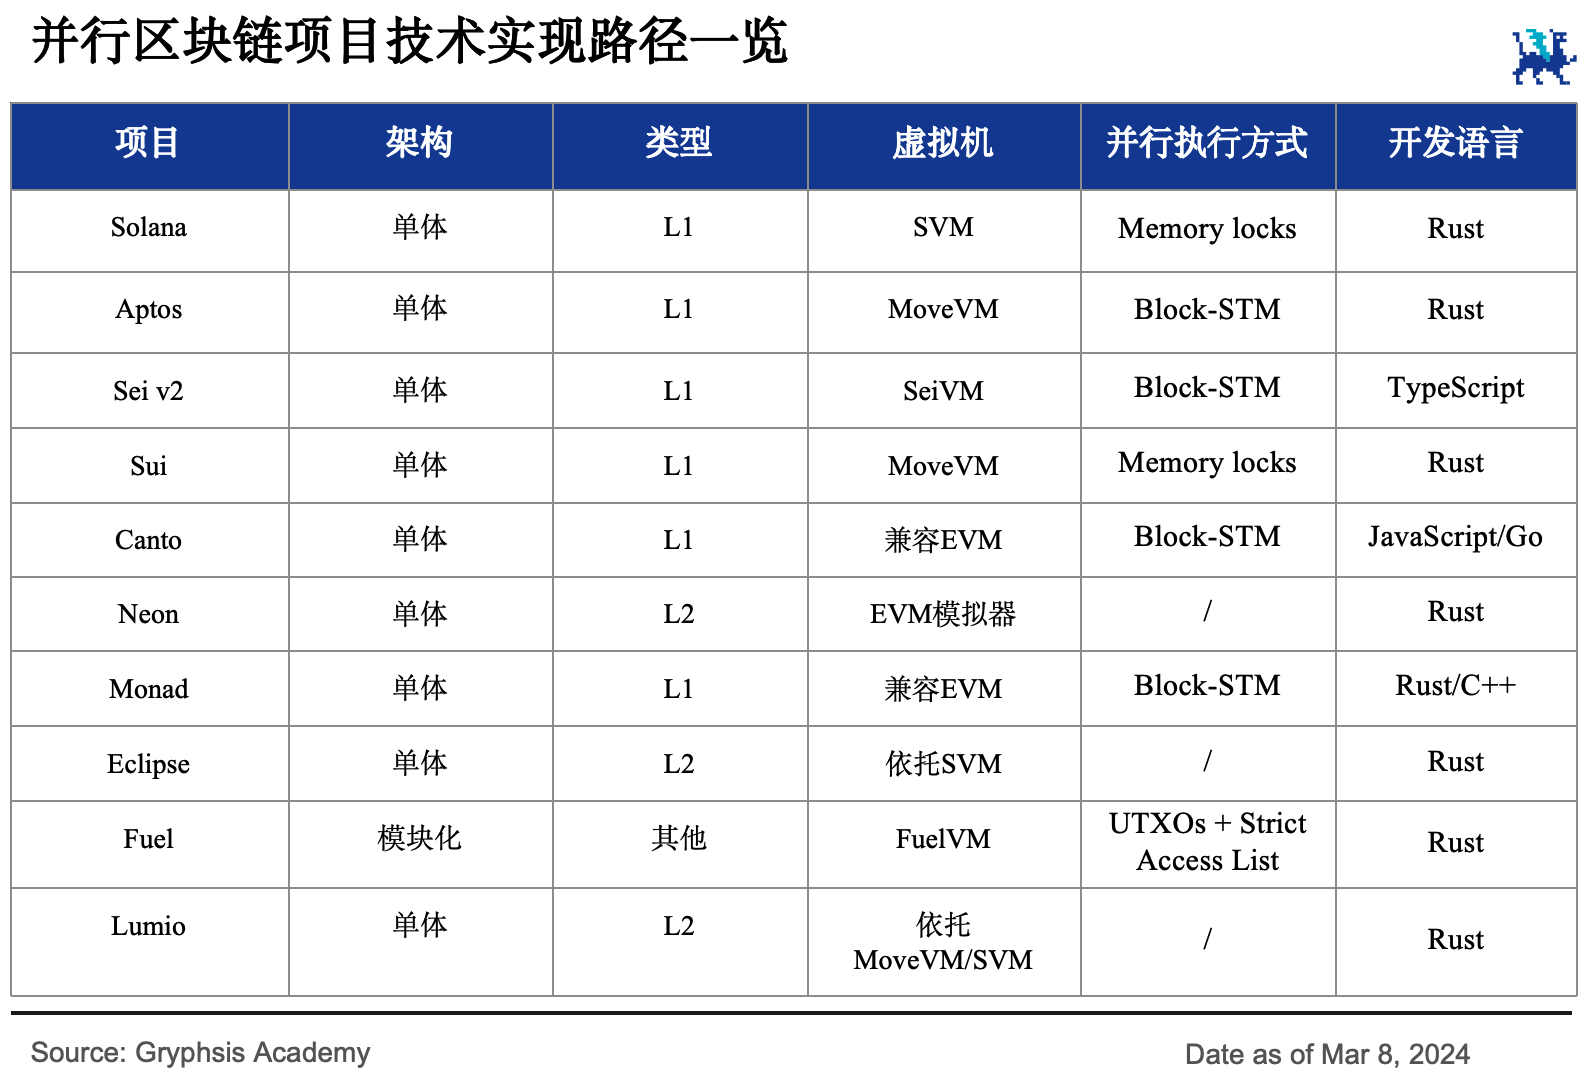 并行区块链项目技术实现路径一览
项目 架构 类型 虚拟机 并行执行方式 开发语言
Solana 单体 L1 SVM Memory locks Rust
Aptos 单体 L1 MoveVM Block-STM Rust
Sei v2 单体 L1 SeiVM Block-STM TypeScript
Sui 单体 L1 MoveVM Memory locks Rust
Canto 单体 L1 兼容EVM Block-STM JavaScript/Go
Neon 单体 L2 EVM模拟器 / Rust
Monad 单体 L1 兼容EVM Block-STM Rust/C++
Eclipse 单体 L2 依托SVM / Rust
Fuel 模块化 其他 FuelVM UTXOs + Strict
Access List Rust
Lumio 单体 L2 依托
MoveVM/SVM / Rust
Source: Gryphsis Academy
Date as of Mar 8, 2024